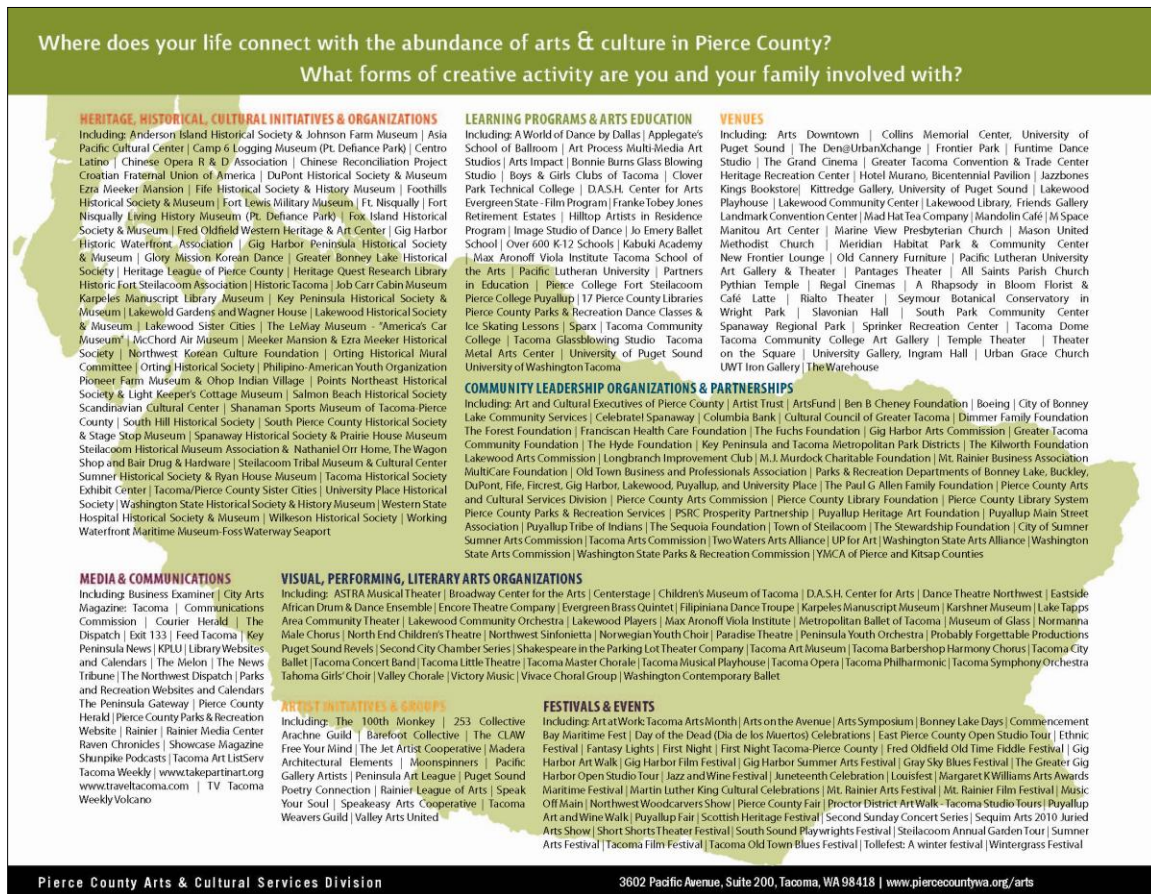 Where does your life connect with the abundance of arts & culture in Pierce County?
What forms of creative activity are you and your family involved with?
HERITAGE, HISTORICAL, CULTURAL INITIATIVES & ORGANIZATIONS
Including: Anderson Island Historical Society & Johnson Farm Museum | Asia
Pacific Cultural Center | Camp 6 Logging Museum (Pt. Defiance Park) | Centro
Latino | Chinese Opera R & D Association | Chinese Reconciliation Project
Croatian Fraternal Union of America | DuPont Historical Society & Museum
Ezra Meeker Mansion | Fife Historical Society & History Museum | Foothills
Historical Society & Museum | Fort Lewis Military Museum | Ft. Nisqually | Fort
Nisqually Living History Museum (Pt. Defiance Park) | Fox Island Historical
Society & Museum | Fred Oldfield Western Heritage & Art Center | Gig Harbor
Historic Waterfront Association | Gig Harbor Peninsula Historical Society
& Museum | Glory Mission Korean Dance | Greater Bonney Lake Historical
Society | Heritage League of Pierce County | Heritage Quest Research Library
Historic Fort Steilacoom Association | Historic Tacoma | Job Carr Cabin Museum
Karpeles Manuscript Library Museum | Key Peninsula Historical Society &
Museum | Lakewold Gardens and Wagner House | Lakewood Historical Society
& Museum | Lakewood Sister Cities | The LeMay Museum - "America's Car
Museum" | McChord Air Museum | Meeker Mansion & Ezra Meeker Historical
Society | Northwest Korean Culture Foundation | Orting Historical Mural
Committee | Orting Historical Society | Philipino-American Youth Organization
Pioneer Farm Museum & Ohop Indian Village | Points Northeast Historical
Society & Light Keeper's Cottage Museum | Salmon Beach Historical Society
Scandinavian Cultural Center | Shanaman Sports Museum of Tacoma-Pierce
County | South Hill Historical Society | South Pierce County Historical Society
& Stage Stop Museum | Spanaway Historical Society & Prairie House Museum
Steilacoom Historical Museum Association & Nathaniel Orr Home, The Wagon
Shop and Bair Drug & Hardware | Steilacoom Tribal Museum & Cultural Center
Sumner Historical Society & Ryan House Museum | Tacoma Historical Society
Exhibit Center | Tacoma/Pierce County Sister Cities | University Place Historical
Society | Washington State Historical Society & History Museum | Western State
Hospital Historical Society & Museum | Wilkeson Historical Society | Working
Waterfront Maritime Museum-Foss Waterway Seaport
LEARNING PROGRAMS & ARTS EDUCATION
Including: A World of Dance by Dallas | Applegate's
School of Ballroom | Art Process Multi-Media Art
Studios | Arts Impact | Bonnie Burns Glass Blowing
Studio | Boys & Girls Clubs of Tacoma | Clover
Park Technical College | D.A.S.H. Center for Arts
Evergreen State - Film Program | Franke Tobey Jones
Retirement Estates | Hilltop Artists in Residence
Program | Image Studio of Dance | Jo Emery Ballet
School | Over 600 K-12 Schools | Kabuki Academy
| Max Aronoff Viola Institute Tacoma School of
the Arts | Pacific Lutheran University | Partners
in Education | Pierce College Fort Steilacoom
Pierce College Puyallup | 17 Pierce County Libraries
Pierce County Parks & Recreation Dance Classes &
Ice Skating Lessons | Sparx | Tacoma Community
College | Tacoma Glassblowing Studio Tacoma
Metal Arts Center | University of Puget Sound
University of Washington Tacoma
VENUES
Including: Arts Downtown | Collins Memorial Center, University of
Puget Sound | The Den@UrbanXchange | Frontier Park | Funtime Dance
Studio | The Grand Cinema | Greater Tacoma Convention & Trade Center
Heritage Recreation Center | Hotel Murano, Bicentennial Pavilion | Jazzbones
Kings Bookstore| Kittredge Gallery, University of Puget Sound | Lakewood
Playhouse | Lakewood Community Center | Lakewood Library, Friends Gallery
Landmark Convention Center | Mad Hat Tea Company | Mandolin Café | M Space
Manitou Art Center | Marine View Presbyterian Church | Mason United
Methodist Church | Meridian Habitat Park & Community Center
New Frontier Lounge | Old Cannery Furniture | Pacific Lutheran University
Art Gallery & Theater | Pantages Theater | All Saints Parish Church
Pythian Temple | Regal Cinemas | A Rhapsody in Bloom Florist &
Café Latte | Rialto Theater | Seymour Botanical Conservatory in
Wright Park | Slavonian Hall | South Park Community Center
Spanaway Regional Park | Sprinker Recreation Center | Tacoma Dome
Tacoma Community College Art Gallery | Temple Theater | Theater
on the Square | University Gallery, Ingram Hall | Urban Grace Church
UWT Iron Gallery | The Warehouse
COMMUNITY LEADERSHIP ORGANIZATIONS & PARTNERSHIPS
Including: Art and Cultural Executives of Pierce County | Artist Trust | ArtsFund | Ben B Cheney Foundation | Boeing | City of Bonney
Lake Community Services | Celebrate! Spanaway | Columbia Bank | Cultural Council of Greater Tacoma | Dimmer Family Foundation
The Forest Foundation | Franciscan Health Care Foundation | The Fuchs Foundation | Gig Harbor Arts Commission | Greater Tacoma
Community Foundation | The Hyde Foundation | Key Peninsula and Tacoma Metropolitan Park Districts | The Kilworth Foundation
Lakewood Arts Commission | Longbranch Improvement Club | M.J. Murdock Charitable Foundation | Mt. Rainier Business Association
MultiCare Foundation | Old Town Business and Professionals Association | Parks & Recreation Departments of Bonney Lake, Buckley,
DuPont, Fife, Fircrest, Gig Harbor, Lakewood, Puyallup, and University Place | The Paul G Allen Family Foundation | Pierce County Arts
and Cultural Services Division | Pierce County Arts Commission | Pierce County Library Foundation | Pierce County Library System
Pierce County Parks & Recreation Services | PSRC Prosperity Partnership | Puyallup Heritage Art Foundation | Puyallup Main Street
Association | Puyallup Tribe of Indians | The Sequoia Foundation | Town of Steilacoom | The Stewardship Foundation | City of Sumner
Sumner Arts Commission | Tacoma Arts Commission | Two Waters Arts Alliance | UP for Art | Washington State Arts Alliance | Washington
State Arts Commission | Washington State Parks & Recreation Commission | YMCA of Pierce and Kitsap Counties
MEDIA & COMMUNICATIONS
Including: Business Examiner | City Arts
Magazine: Tacoma | Communications
Commission | Courier Herald | The
Dispatch | Exit 133 | Feed Tacoma | Key
Peninsula News | KPLU | Library Websites
and Calendars | The Melon | The News
Tribune | The Northwest Dispatch | Parks
and Recreation Websites and Calendars
The Peninsula Gateway | Pierce County
Herald | Pierce County Parks & Recreation
Website | Rainier | Rainier Media Center
Raven Chronicles | Showcase Magazine
Shunpike Podcasts | Tacoma Art ListServ
Tacoma Weekly | www.takepartinart.org
www.traveltacoma.com | TV Tacoma
Weekly Volcano
VISUAL, PERFORMING, LITERARY ARTS ORGANIZATIONS
Including: ASTRA Musical Theater | Broadway Center for the Arts | Centerstage | Children's Museum of Tacoma | D.A.S.H. Center for Arts | Dance Theatre Northwest | Eastside
African Drum & Dance Ensemble | Encore Theatre Company | Evergreen Brass Quintet | Filipiniana Dance Troupe | Karpeles Manuscript Museum | Karshner Museum | Lake Tapps
Area Community Theater | Lakewood Community Orchestra | Lakewood Players | Max Aronoff Viola Institute | Metropolitan Ballet of Tacoma | Museum of Glass | Normanna
Male Chorus | North End Children's Theatre | Northwest Sinfonietta | Norwegian Youth Choir | Paradise Theatre | Peninsula Youth Orchestra | Probably Forgettable Productions
Puget Sound Revels | Second City Chamber Series | Shakespeare in the Parking Lot Theater Company | Tacoma Art Museum | Tacoma Barbershop Harmony Chorus | Tacoma City
Ballet | Tacoma Concert Band | Tacoma Little Theatre | Tacoma Master Chorale | Tacoma Musical Playhouse | Tacoma Opera | Tacoma Philharmonic | Tacoma Symphony Orchestra
Tahoma Girls' Choir | Valley Chorale | Victory Music | Vivace Choral Group | Washington Contemporary Ballet
ARTIST INITIATIVES & GROUPS
Including: The 100th Monkey | 253 Collective
Arachne Guild | Barefoot Collective | The CLAW
Free Your Mind | The Jet Artist Cooperative | Madera
Architectural Elements | Moonspinners | Pacific
Gallery Artists | Peninsula Art League | Puget Sound
Poetry Connection | Rainier League of Arts | Speak
Your Soul | Speakeasy Arts Cooperative | Tacoma
Weavers Guild | Valley Arts United
FESTIVALS & EVENTS
Including: Art at Work: Tacoma Arts Month | Arts on the Avenue | Arts Symposium | Bonney Lake Days | Commencement
Bay Maritime Fest | Day of the Dead (Dia de los Muertos) Celebrations | East Pierce County Open Studio Tour | Ethnic
Festival | Fantasy Lights | First Night | First Night Tacoma-Pierce County | Fred Oldfield Old Time Fiddle Festival | Gig
Harbor Art Walk | Gig Harbor Film Festival | Gig Harbor Summer Arts Festival | Gray Sky Blues Festival | The Greater Gig
Harbor Open Studio Tour | Jazz and Wine Festival | Juneteenth Celebration | Louisfest | Margaret K Williams Arts Awards
Maritime Festival | Martin Luther King Cultural Celebrations | Mt. Rainier Arts Festival | Mt. Rainier Film Festival | Music
Off Main | Northwest Woodcarvers Show | Pierce County Fair | Proctor District Art Walk - Tacoma Studio Tours | Puyallup
Art and Wine Walk | Puyallup Fair | Scottish Heritage Festival | Second Sunday Concert Series | Sequim Arts 2010 Juried
Arts Show | Short Shorts Theater Festival | South Sound Playwrights Festival | Steilacoom Annual Garden Tour | Sumner
Arts Festival | Tacoma Film Festival | Tacoma Old Town Blues Festival | Tollefest: A winter festival | Wintergrass Festival
Pierce County Arts & Cultural Services Division
3602 Pacific Avenue, Suite 200, Tacoma, WA 98418 | www.piercecountywa.org/arts